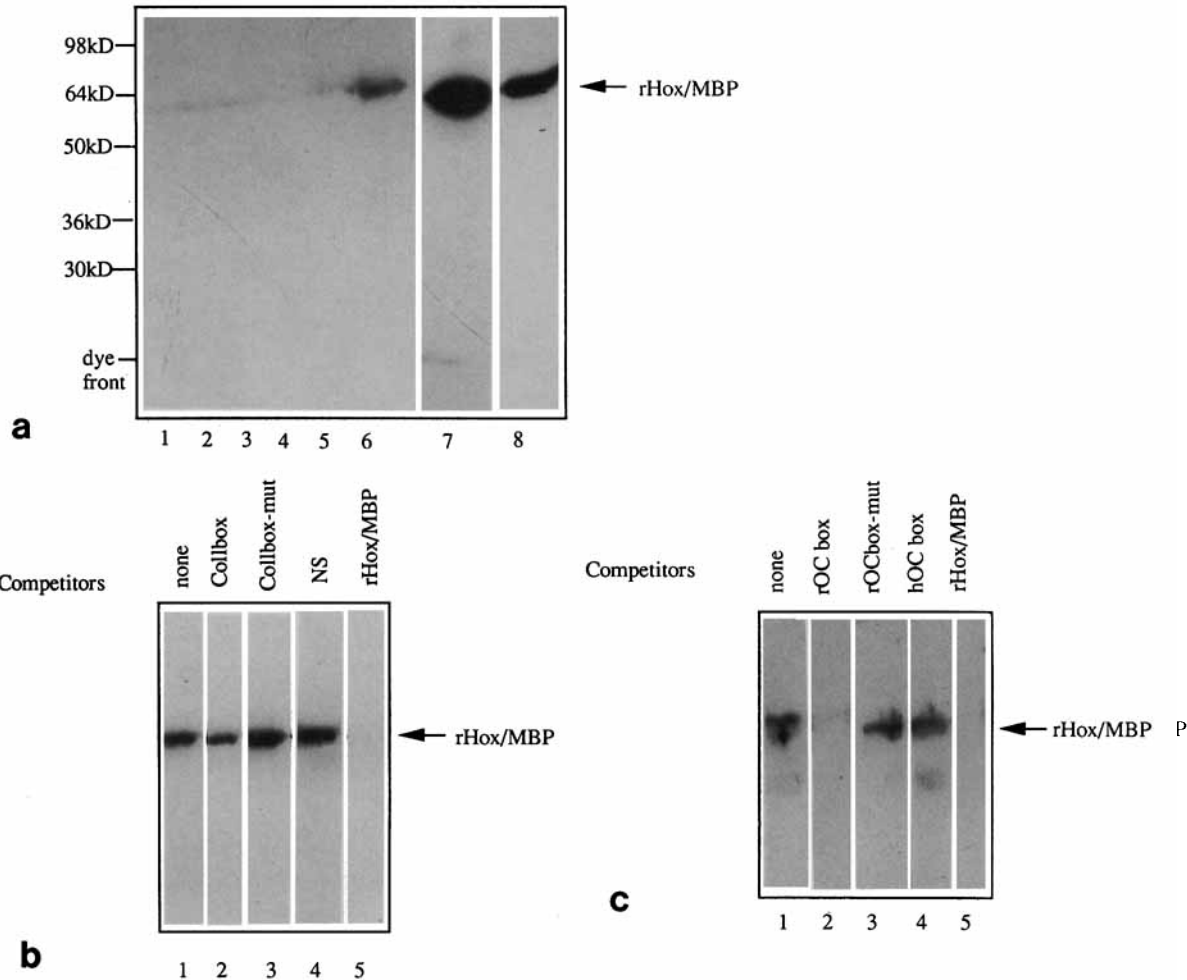 98kD
64kD
rHox/MBP
50kD
36kD
30kD
dye
front
a
1 2 3 4 5 6 7 8
Competitors
none
Collbox
Collbox-mut
NS
rHox/MBP
rHox/MBP
b
1 2 3 4 5
Competitors
none
rOC box
rOCbox-mut
hOC box
rHox/MBP
rHox/MBP P
c
1 2 3 4 5